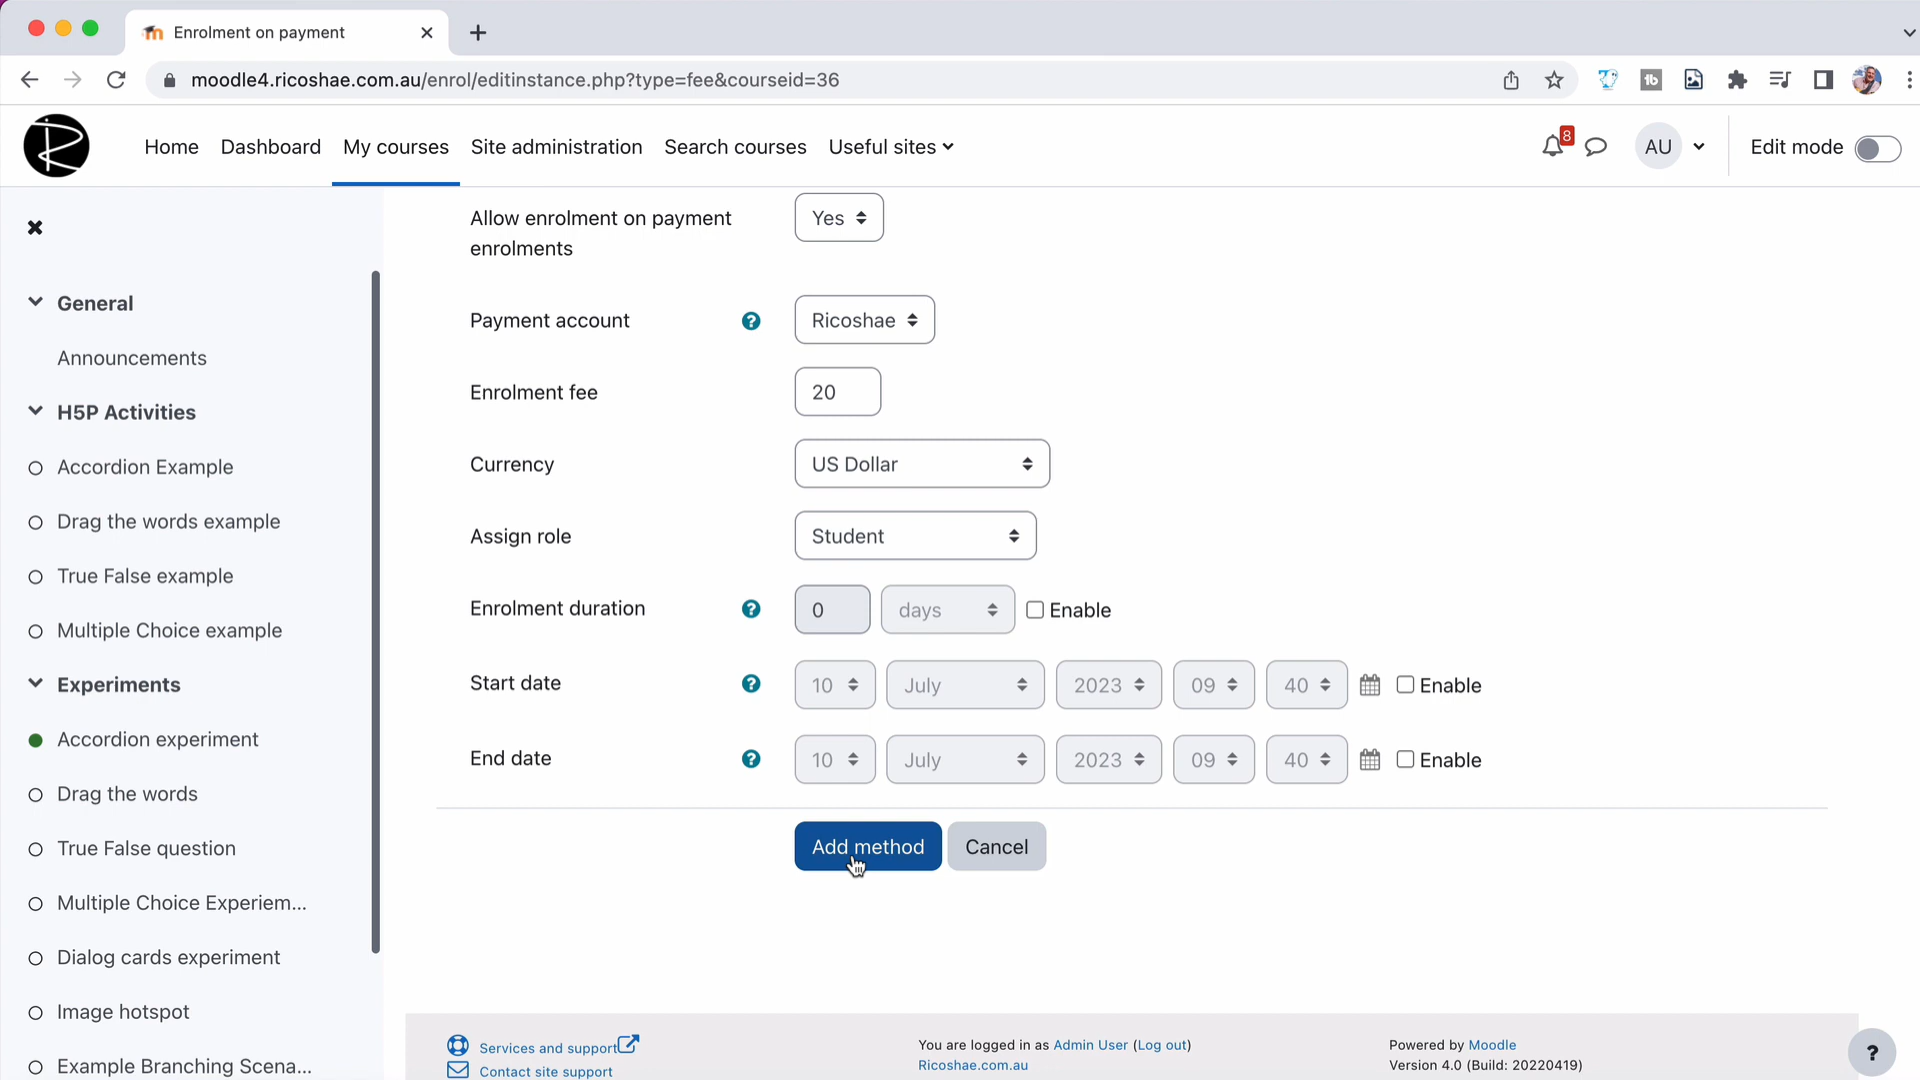 Enrolment on payment
moodle4.ricoshae.com.au/enrol/editinstance.php?type=fee&courseid=36
Home Dashboard My courses Site administration Search courses Useful sites
8
AU
Edit mode
General
Announcements
H5P Activities
Accordion Example
Drag the words example
True False example
Multiple Choice example
Experiments
Accordion experiment
Drag the words
True False question
Multiple Choice Experiem...
Dialog cards experiment
Image hotspot
Example Branching Scena...
Allow enrolment on payment
enrolments
Yes
Payment account ? Ricoshae
Enrolment fee 20
Currency US Dollar
Assign role Student
Enrolment duration ? 0 days Enable
Start date ? 10 July 2023 09 40 Enable
End date ? 10 July 2023 09 40 Enable
Add method Cancel
Services and support
Contact site support
You are logged in as Admin User (Log out)
Ricoshae.com.au
Powered by Moodle
Version 4.0 (Build: 20220419)
?